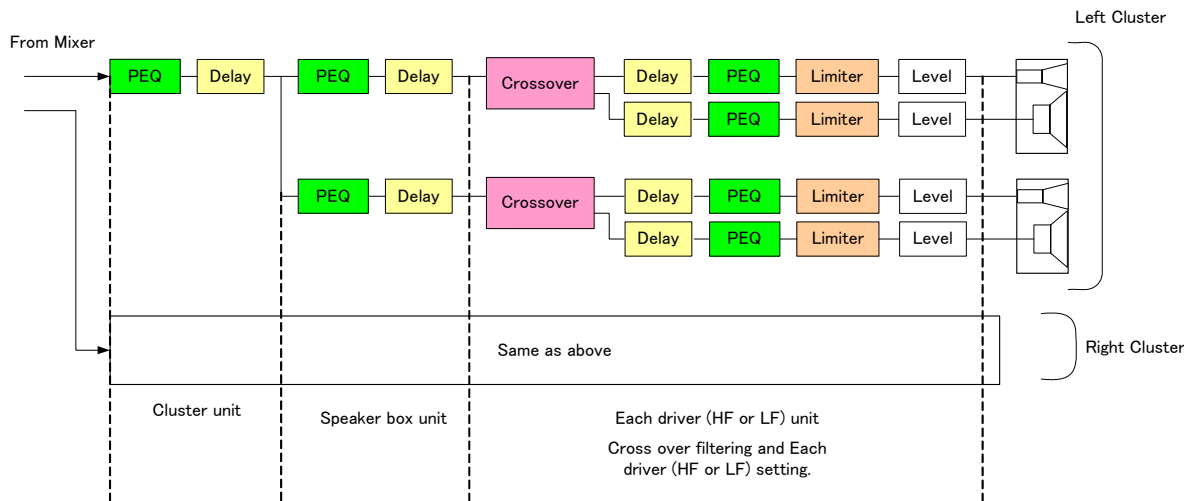 Left Cluster
From Mixer
PEQ Delay PEQ Delay Crossover Delay PEQ Limiter Level
Delay PEQ Limiter Level
PEQ Delay Crossover Delay PEQ Limiter Level
Delay PEQ Limiter Level
Same as above
Right Cluster
Cluster unit
Speaker box unit
Each driver (HF or LF) unit
Cross over filtering and Each
driver (HF or LF) setting.